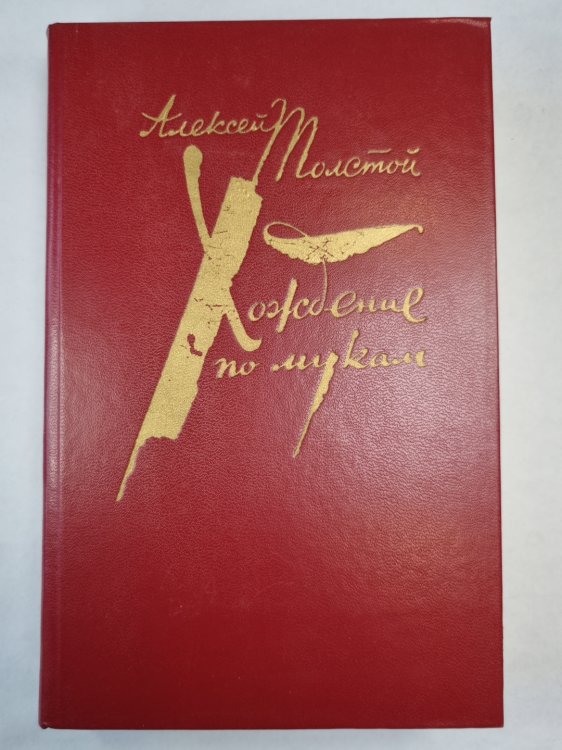 Алексей Толстой
Хождение
по мукам